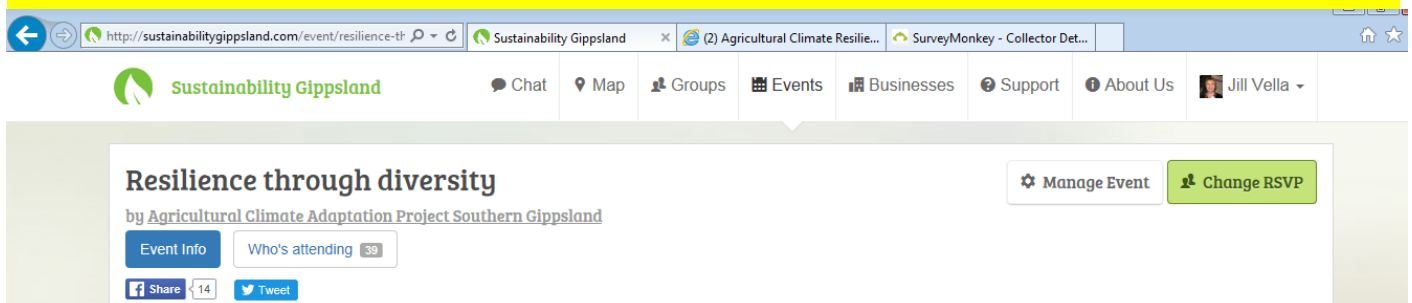 http://sustainabilitygippsland.com/event/resilience-th
Sustainability Gippsland
(2) Agricultural Climate Resilie...
SurveyMonkey - Collector Det...
Sustainability Gippsland
Chat
Map
Groups
Events
Businesses
Support
About Us
Jill Vella
Resilience through diversity
Manage Event
Change RSVP
by Agricultural Climate Adaptation Project Southern Gippsland
Event Info
Who's attending 39
Share 14
Tweet